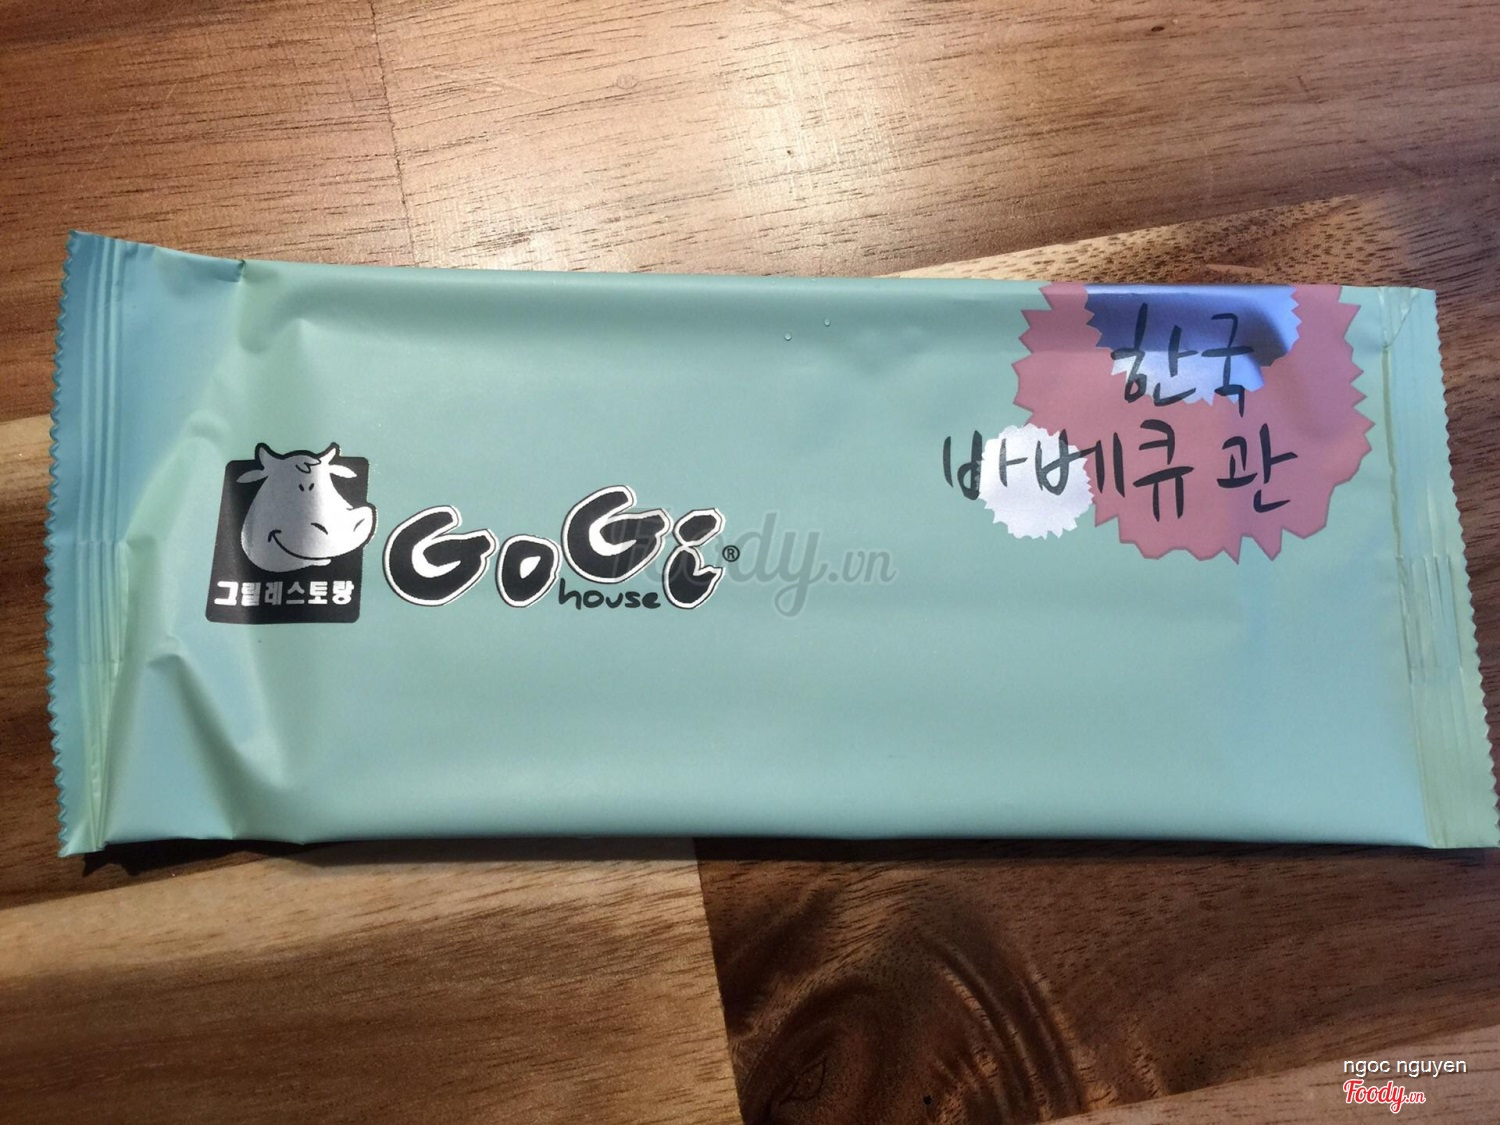 한국
바베큐 관
GoGi®
house
그릴레스토랑
Foody.vn
ngoc nguyen
Foody.vn